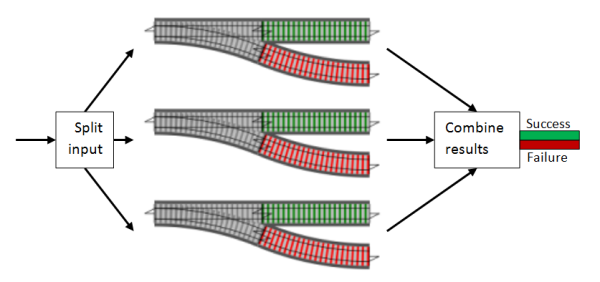 Split
input
Combine
results
Success
Failure